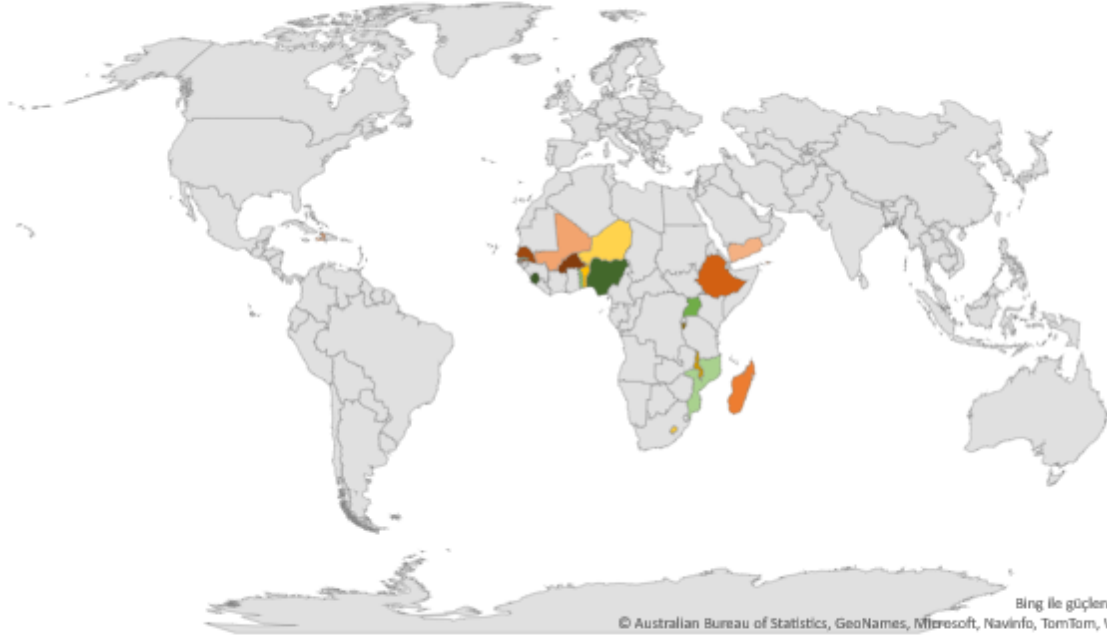 Bing ile güçlen
© Australian Bureau of Statistics, GeoNames, Microsoft, Navinfo, TomTom,